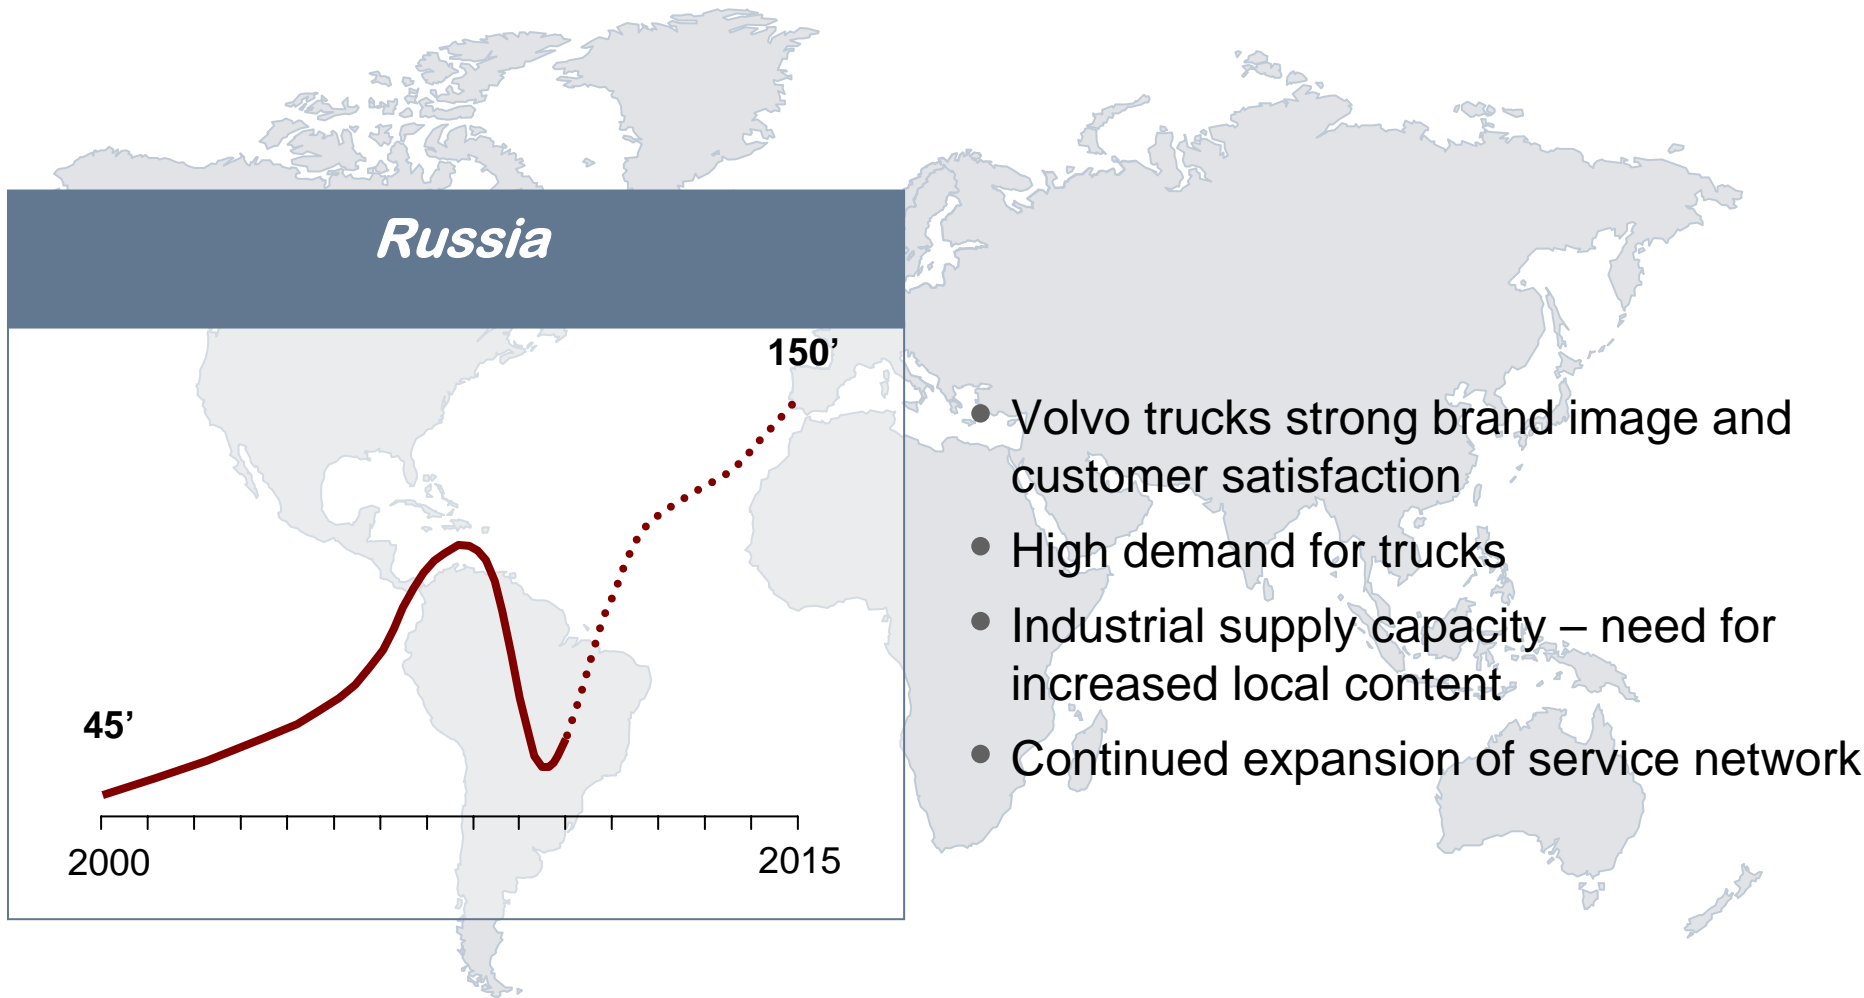 Russia
150’
45’
2000
2015
• Volvo trucks strong brand image and
customer satisfaction
• High demand for trucks
• Industrial supply capacity – need for
increased local content
• Continued expansion of service network